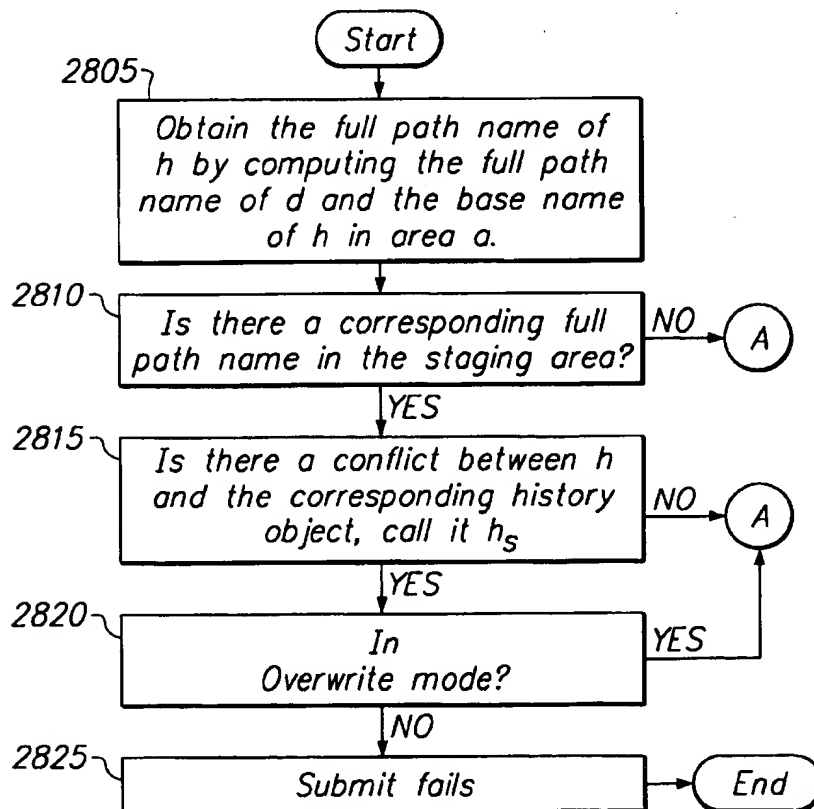 Start
2805
Obtain the full path name of
h by computing the full path
name of d and the base name
of h in area a.
2810
Is there a corresponding full
path name in the staging area?
NO
A
YES
2815
Is there a conflict between h
and the corresponding history
object, call it hs
NO
A
YES
2820
In
Overwrite mode?
YES
NO
2825
Submit fails
End